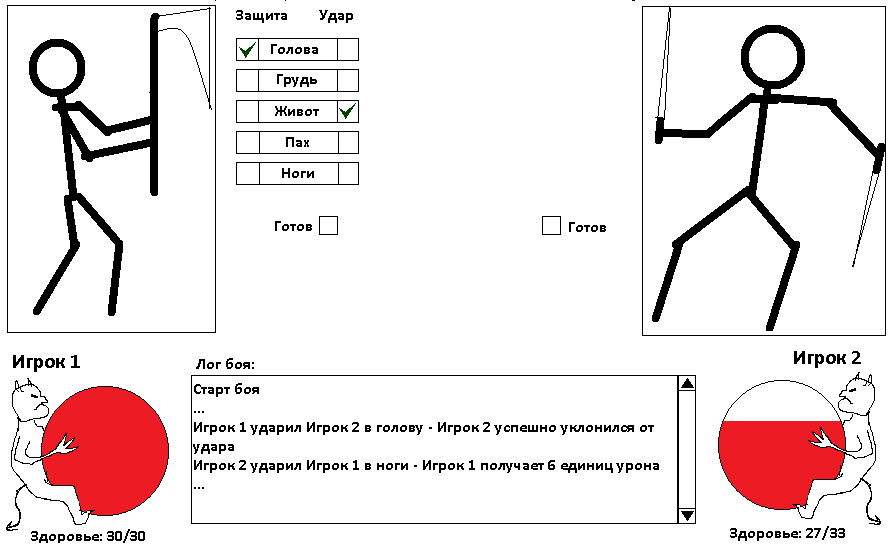 Защита Удар
Голова
Грудь
Живот
Пах
Ноги
Готов
Готов
Игрок 1
Игрок 2
Лог боя:
Старт боя
...
Игрок 1 ударил Игрок 2 в голову - Игрок 2 успешно уклонился от
удара
Игрок 2 ударил Игрок 1 в ноги - Игрок 1 получает 6 единиц урона
...
Здоровье: 30/30
Здоровье: 27/33